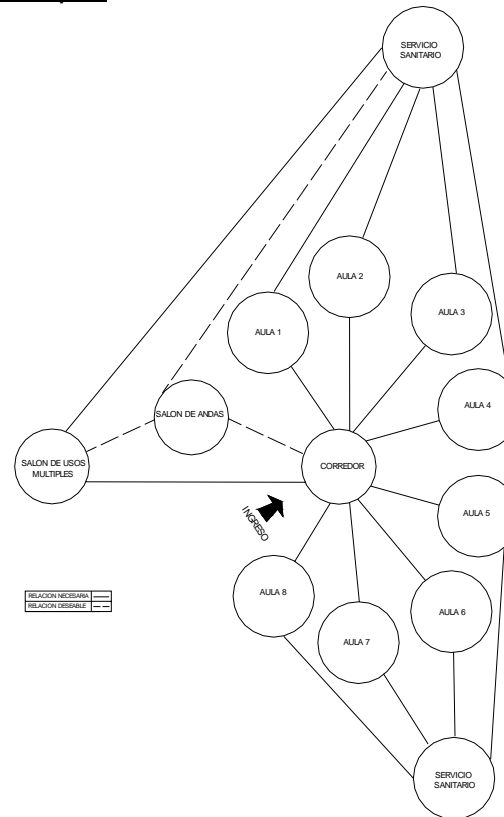 SERVICIO
SANITARIO
AULA 2
AULA 3
AULA 1
AULA 4
SALON DE ANDAS
SALON DE USOS
MULTIPLES
CORREDOR
INGRESO
AULA 5
AULA 8
AULA 6
AULA 7
RELACION NECESARIA
RELACION DESEABLE
SERVICIO
SANITARIO